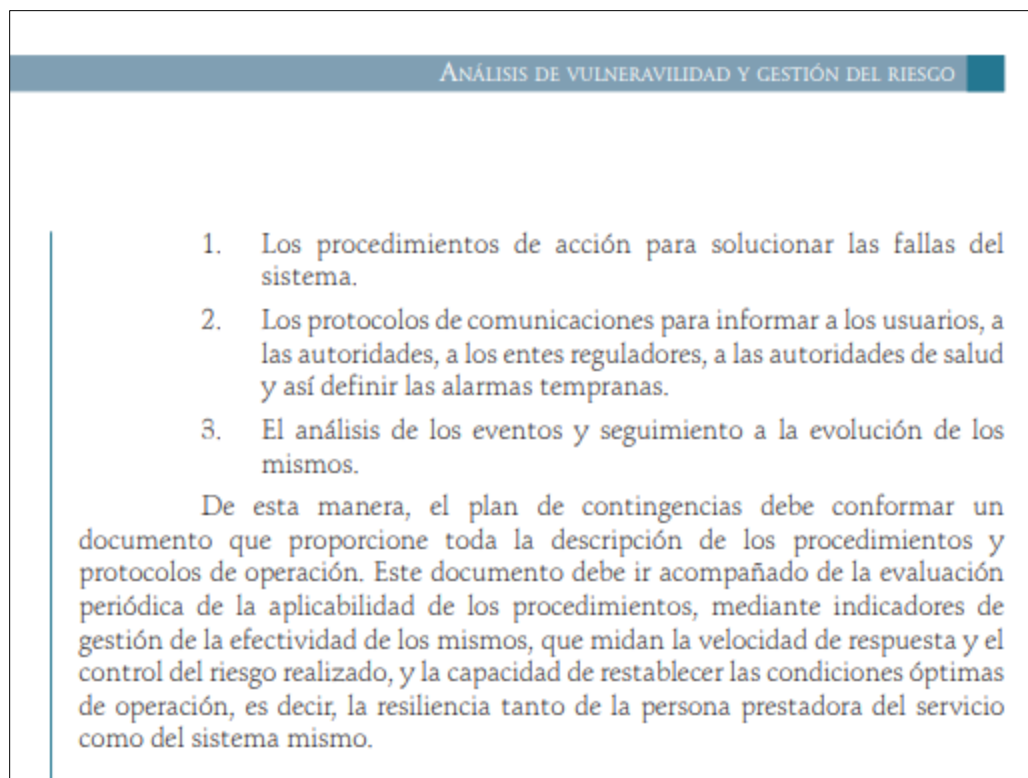 ANÁLISIS DE VULNERAVILIDAD Y GESTIÓN DEL RIESGO
1. Los procedimientos de acción para solucionar las fallas del
sistema.
2. Los protocolos de comunicaciones para informar a los usuarios, a
las autoridades, a los entes reguladores, a las autoridades de salud
y así definir las alarmas tempranas.
3. El análisis de los eventos y seguimiento a la evolución de los
mismos.
De esta manera, el plan de contingencias debe conformar un
documento que proporcione toda la descripción de los procedimientos y
protocolos de operación. Este documento debe ir acompañado de la evaluación
periódica de la aplicabilidad de los procedimientos, mediante indicadores de
gestión de la efectividad de los mismos, que midan la velocidad de respuesta y el
control del riesgo realizado, y la capacidad de restablecer las condiciones óptimas
de operación, es decir, la resiliencia tanto de la persona prestadora del servicio
como del sistema mismo.